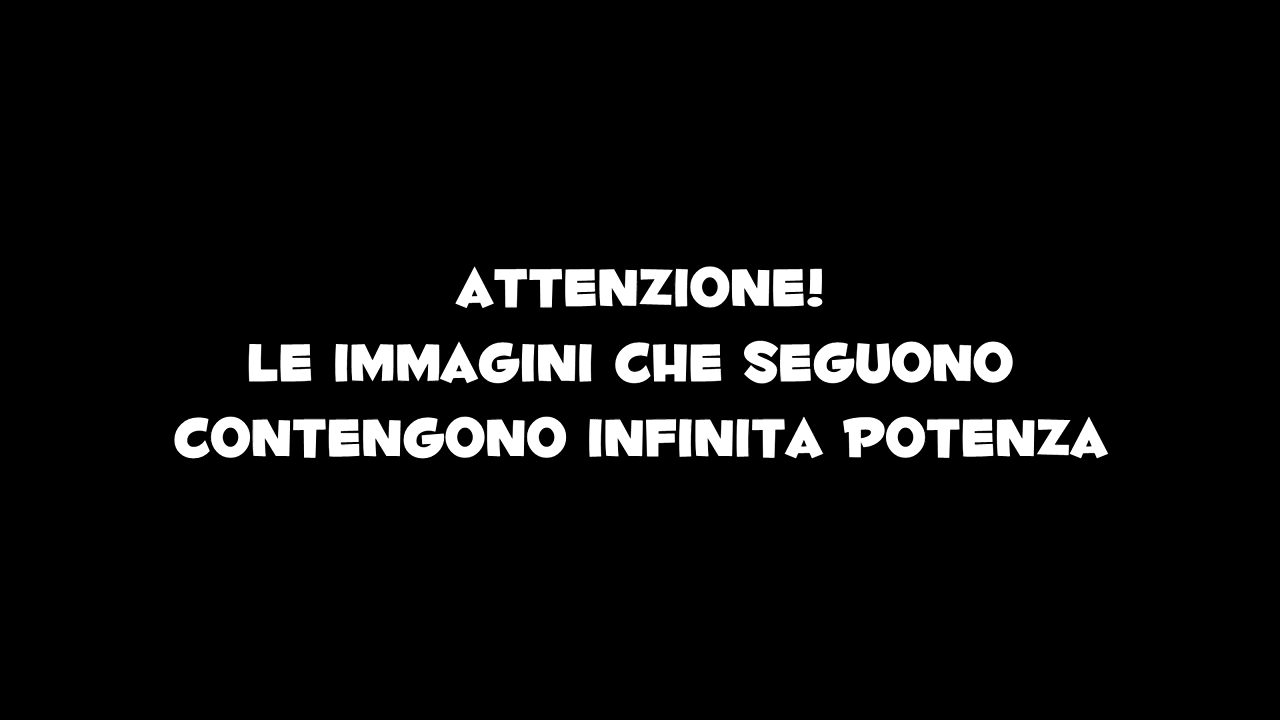 ATTENZIONE!
LE IMMAGINI CHE SEGUONO
CONTENGONO INFINITA POTENZA